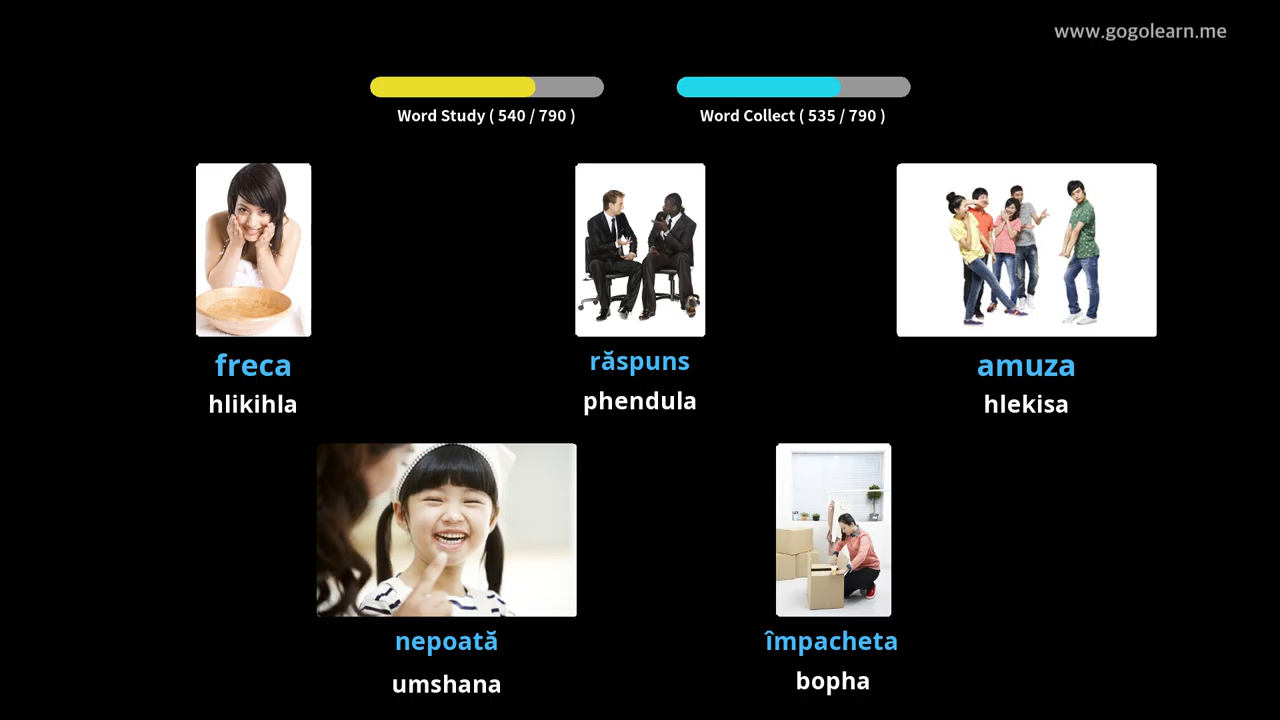 www.gogolearn.me
Word Study ( 540 / 790 )
Word Collect ( 535 / 790 )
freca
hlikihla
răspuns
phendula
amuza
hlekisa
nepoată
umshana
împacheta
bopha